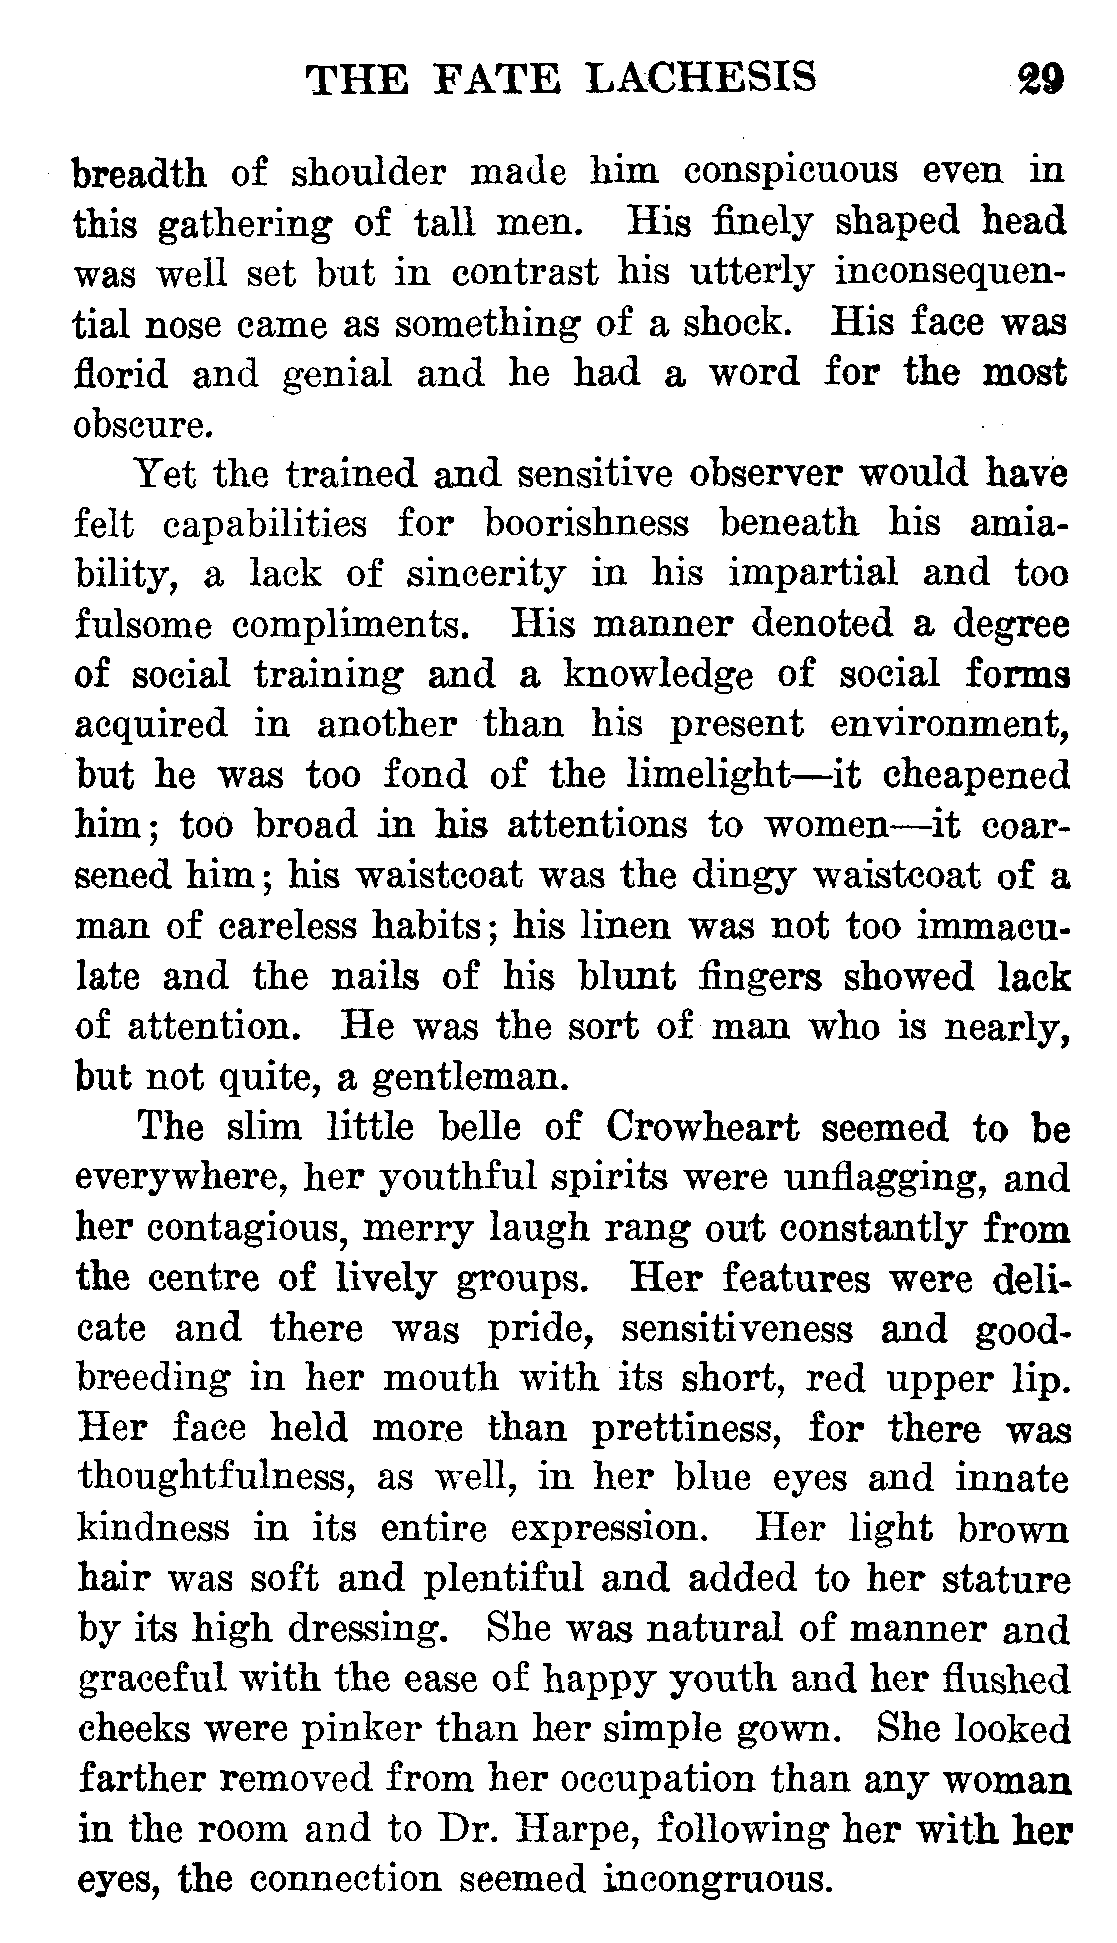 THE FATE LACHESIS 29
breadth of shoulder made him conspicuous even in
this gathering of tall men. His finely shaped head
was well set but in contrast his utterly inconsequen-
tial nose came as something of a shock. His face was
florid and genial and he had a word for the most
obscure.
Yet the trained and sensitive observer would have
felt capabilities for boorishness beneath his amia-
bility, a lack of sincerity in his impartial and too
fulsome compliments. His manner denoted a degree
of social training and a knowledge of social forms
acquired in another than his present environment,
but he was too fond of the limelight—it cheapened
him; too broad in his attentions to women—it coar-
sened him; his waistcoat was the dingy waistcoat of a
man of careless habits; his linen was not too immacu-
late and the nails of his blunt fingers showed lack
of attention. He was the sort of man who is nearly,
but not quite, a gentleman.
The slim little belle of Crowheart seemed to be
everywhere, her youthful spirits were unflagging, and
her contagious, merry laugh rang out constantly from
the centre of lively groups. Her features were deli-
cate and there was pride, sensitiveness and good-
breeding in her mouth with its short, red upper lip.
Her face held more than prettiness, for there was
thoughtfulness, as well, in her blue eyes and innate
kindness in its entire expression. Her light brown
hair was soft and plentiful and added to her stature
by its high dressing. She was natural of manner and
graceful with the ease of happy youth and her flushed
cheeks were pinker than her simple gown. She looked
farther removed from her occupation than any woman
in the room and to Dr. Harpe, following her with her
eyes, the connection seemed incongruous.